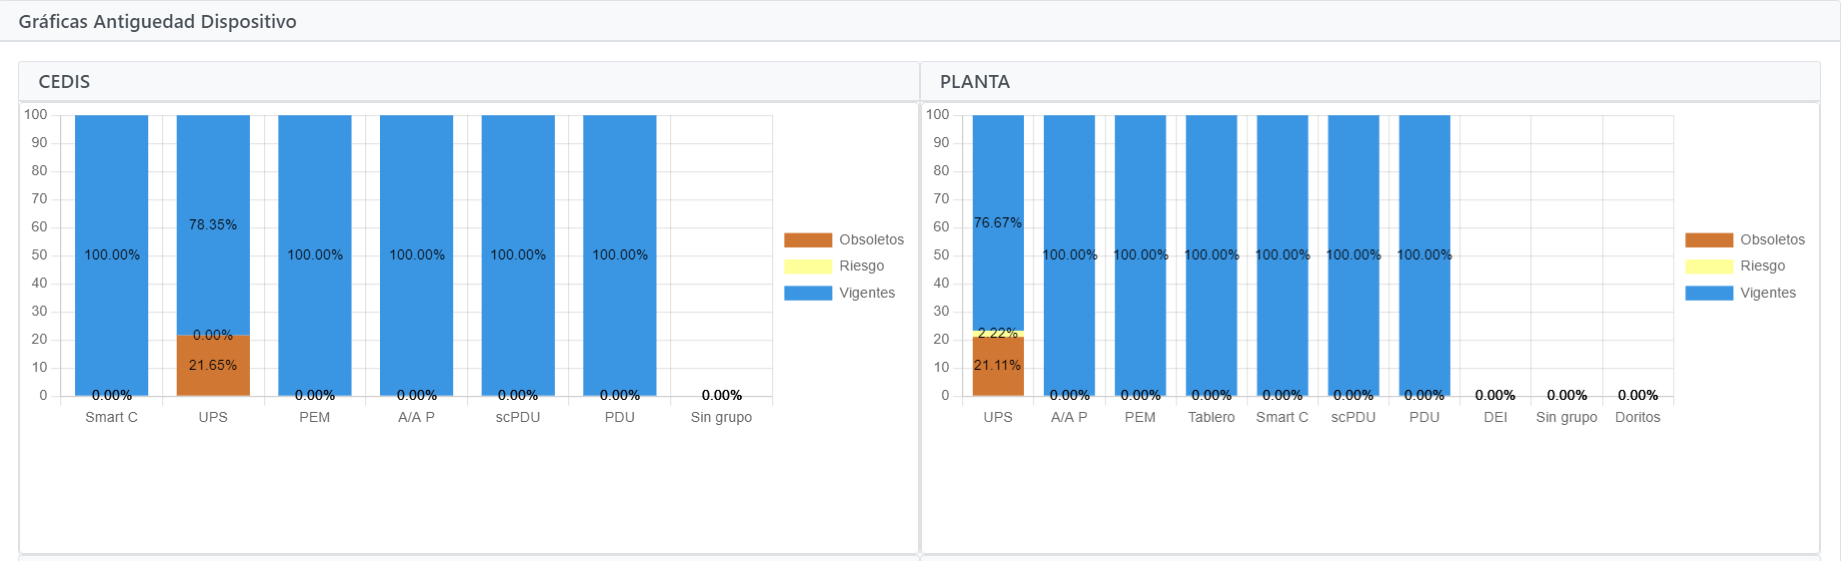 Gráficas Antiguedad Dispositivo
CEDIS
100
90
80
70
60
50
40
30
20
10
0
100.00%
78.35%
0.00%
21.65%
100.00%
100.00%
100.00%
100.00%
0.00%
0.00%
0.00%
0.00%
0.00%
0.00%
Smart C
UPS
PEM
A/A P
scPDU
PDU
Sin grupo
Obsoletos
Riesgo
Vigentes
PLANTA
100
90
80
70
60
50
40
30
20
10
0
76.67%
2.22%
21.11%
100.00%
100.00%
100.00%
100.00%
100.00%
100.00%
0.00%
0.00%
0.00%
0.00%
0.00%
0.00%
0.00%
0.00%
0.00%
UPS
A/A P
PEM
Tablero
Smart C
scPDU
PDU
DEI
Sin grupo
Doritos
Obsoletos
Riesgo
Vigentes